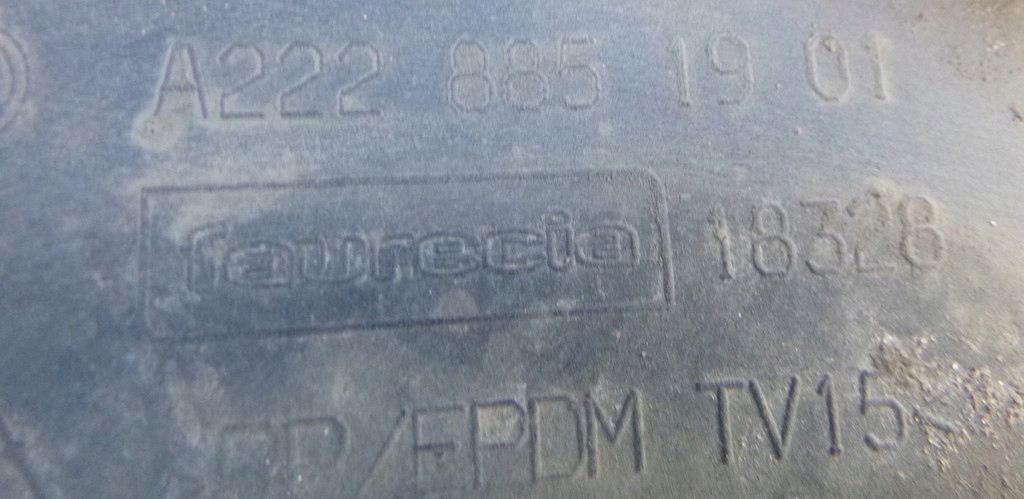 A222 885 19 01
faurecia 18328
PP/EPDM TV15<